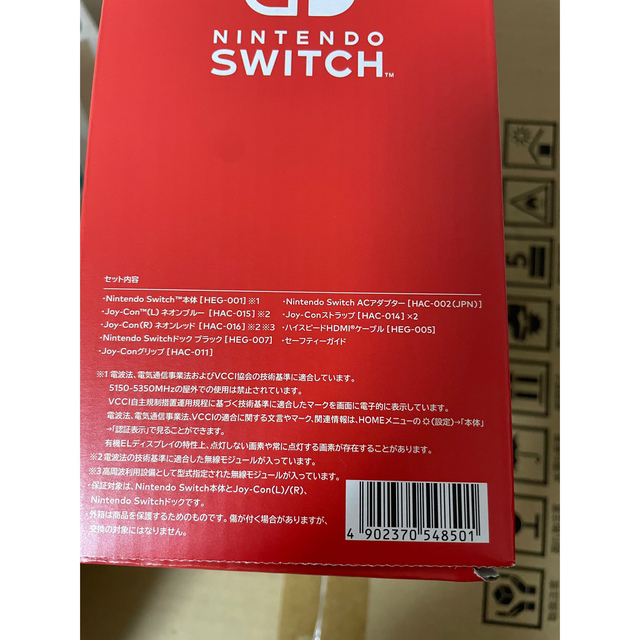 NINTENDO
SWITCH™
セット内容
・Nintendo Switch™本体 [HEG-001] ※1
・Joy-Con™(L) ネオンブルー [HAC-015] ※2
・Joy-Con(R) ネオンレッド [HAC-016] ※2 ※3
・Nintendo Switchドック ブラック [HEG-007]
・Joy-Conグリップ [HAC-011]
・Nintendo Switch ACアダプター [HAC-002(JPN)]
・Joy-Conストラップ [HAC-014] ×2
・ハイスピードHDMI®ケーブル [HEG-005]
・セーフティーガイド
※1 電波法、電気通信事業法およびVCCI協会の技術基準に適合しています。
5150-5350MHzの屋外での使用は禁止されています。
VCCI自主規制措置運用規程に基づく技術基準に適合したマークを画面に電子的に表示しています。
電波法、電気通信事業法、VCCIの適合に関する文言やマーク、関連情報は、HOMEメニューの(設定)→「本体」
→「認証表示」で見ることができます。
有機ELディスプレイの特性上、点灯しない画素や常に点灯する画素が存在することがあります。
※2 電波法の技術基準に適合した無線モジュールが入っています。
※3 高周波利用設備として型式指定された無線モジュールが入っています。
・保証対象は、Nintendo Switch本体とJoy-Con(L)/(R)、
Nintendo Switchドックです。
・外箱は商品を保護するためのものです。傷が付く場合がありますが、
交換の対象にはなりません。
4 902370 548501
5